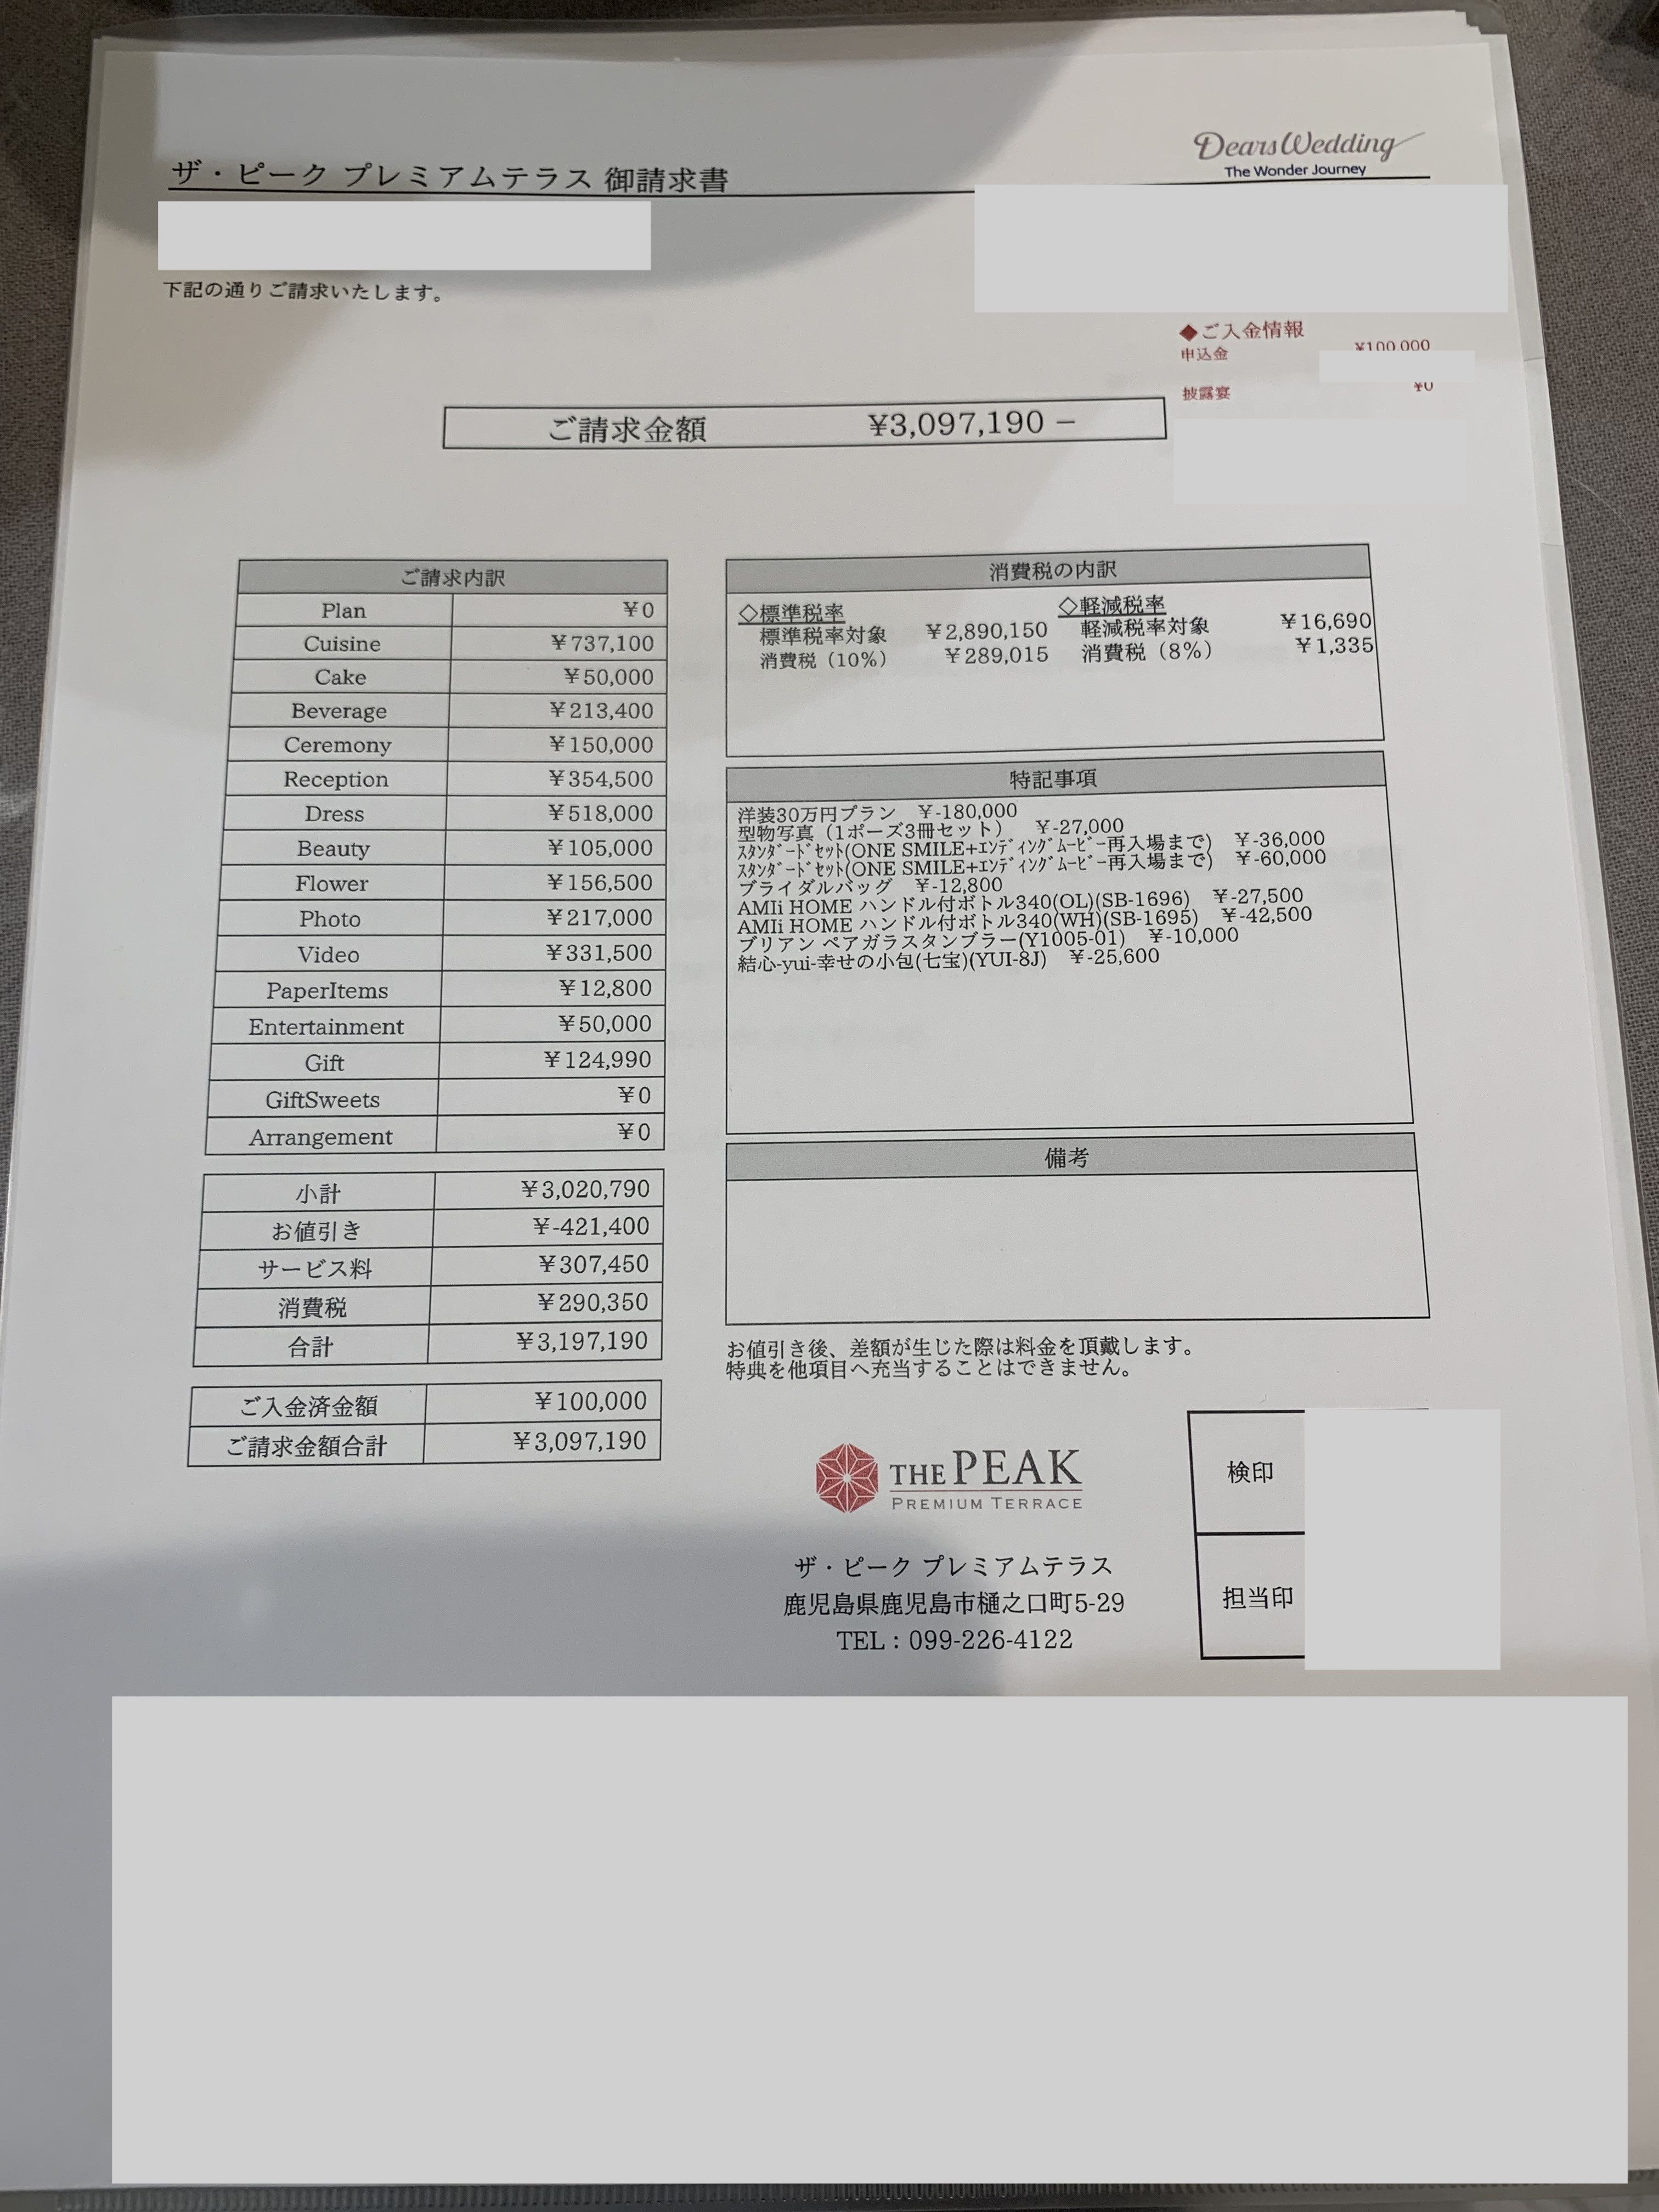 Dears Wedding
The Wonder Journey
ザ・ピーク プレミアムテラス 御請求書
下記の通りご請求いたします。
◆ご入金情報
申込金 ¥100,000
披露宴 ¥0
ご請求金額 ¥3,097,190 −
ご請求内訳
Plan ¥0
Cuisine ¥737,100
Cake ¥50,000
Beverage ¥213,400
Ceremony ¥150,000
Reception ¥354,500
Dress ¥518,000
Beauty ¥105,000
Flower ¥156,500
Photo ¥217,000
Video ¥331,500
PaperItems ¥12,800
Entertainment ¥50,000
Gift ¥124,990
GiftSweets ¥0
Arrangement ¥0
小計 ¥3,020,790
お値引き ¥-421,400
サービス料 ¥307,450
消費税 ¥290,350
合計 ¥3,197,190
ご入金済金額 ¥100,000
ご請求金額合計 ¥3,097,190
消費税の内訳
◇標準税率 ◇軽減税率
標準税率対象 ¥2,890,150 軽減税率対象 ¥16,690
消費税（10%） ¥289,015 消費税（8%） ¥1,335
特記事項
洋装30万円プラン ¥-180,000
型物写真（1ポーズ3冊セット） ¥-27,000
ｽﾀﾝﾀﾞｰﾄﾞｾｯﾄ(ONE SMILE+ｴﾝﾃﾞｨﾝｸﾞﾑｰﾋﾞｰ再入場まで) ¥-36,000
ｽﾀﾝﾀﾞｰﾄﾞｾｯﾄ(ONE SMILE+ｴﾝﾃﾞｨﾝｸﾞﾑｰﾋﾞｰ再入場まで) ¥-60,000
ブライダルバッグ ¥-12,800
AMIi HOME ハンドル付ボトル340(OL)(SB-1696) ¥-27,500
AMIi HOME ハンドル付ボトル340(WH)(SB-1695) ¥-42,500
ブリアン ペアガラスタンブラー(Y1005-01) ¥-10,000
結心-yui-幸せの小包(七宝)(YUI-8J) ¥-25,600
備考
お値引き後、差額が生じた際は料金を頂戴します。
特典を他項目へ充当することはできません。
THE PEAK
PREMIUM TERRACE
ザ・ピーク プレミアムテラス
鹿児島県鹿児島市樋之口町5-29
TEL：099-226-4122
検印
担当印